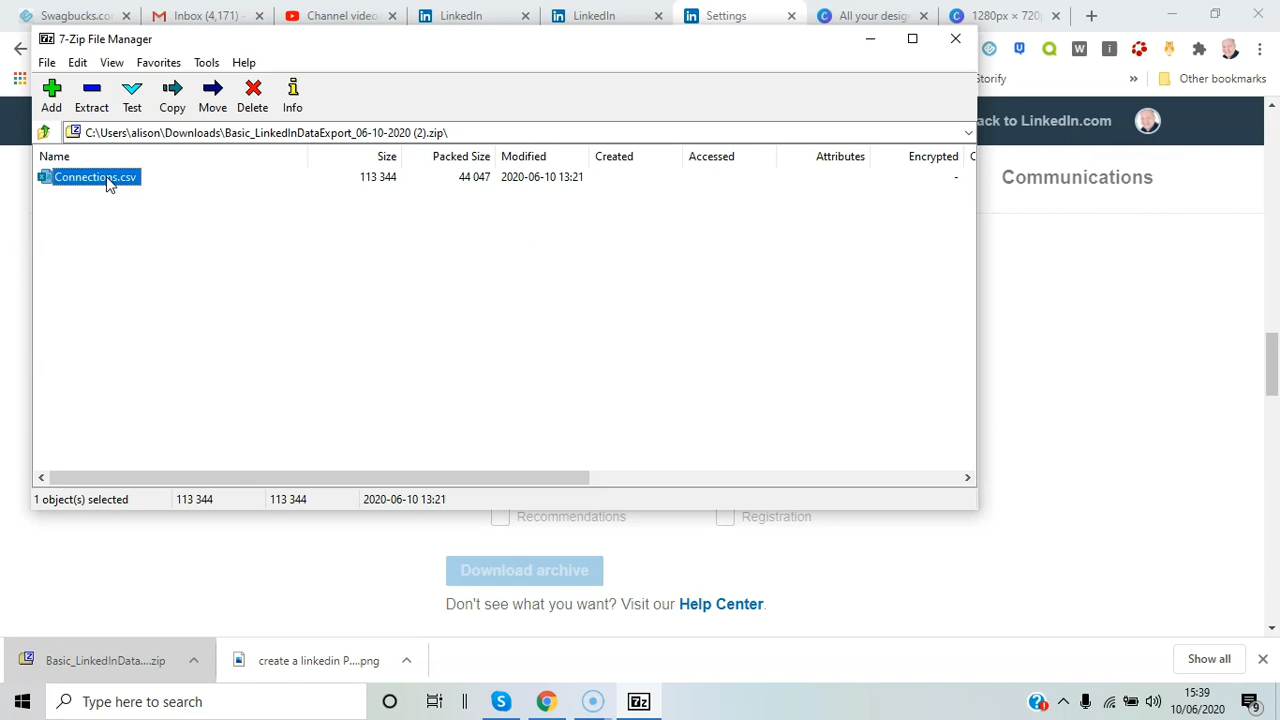 Swagbucks.co
Inbox (4,171)
Channel video
LinkedIn
LinkedIn
Settings
All your desig
1280px × 720
7-Zip File Manager
File Edit View Favorites Tools Help
Storify
»
Other bookmarks
Add Extract Test Copy Move Delete Info
ack to LinkedIn.com
C:\Users\alison\Downloads\Basic_LinkedInDataExport_06-10-2020 (2).zip\
Name Size Packed Size Modified Created Accessed Attributes Encrypted C
Connections.csv 113 344 44 047 2020-06-10 13:21 -
Communications
1 object(s) selected 113 344 113 344 2020-06-10 13:21
Recommendations Registration
Download archive
Don't see what you want? Visit our Help Center.
Basic_LinkedInData....zip
create a linkedin P....png
Show all
Type here to search
15:39
10/06/2020
9